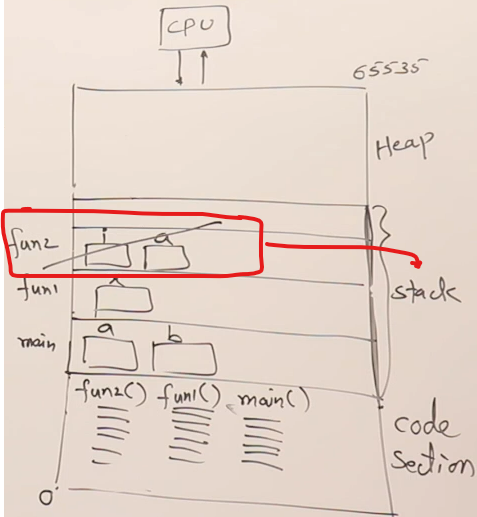 CPU
65535
Heap
fun2 i a
fun1 x
stack
main a b
fun2() fun1() main()
code
Section
0